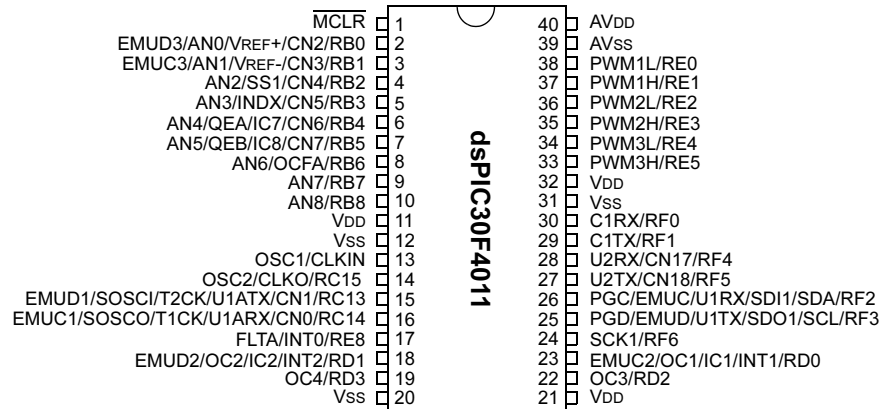 MCLR 1 40 AVDD
EMUD3/AN0/VREF+/CN2/RB0 2 39 AVSS
EMUC3/AN1/VREF-/CN3/RB1 3 38 PWM1L/RE0
AN2/SS1/CN4/RB2 4 37 PWM1H/RE1
AN3/INDX/CN5/RB3 5 36 PWM2L/RE2
AN4/QEA/IC7/CN6/RB4 6 35 PWM2H/RE3
AN5/QEB/IC8/CN7/RB5 7 34 PWM3L/RE4
AN6/OCFA/RB6 8 33 PWM3H/RE5
AN7/RB7 9 32 VDD
AN8/RB8 10 31 VSS
VDD 11 30 C1RX/RF0
VSS 12 29 C1TX/RF1
OSC1/CLKIN 13 28 U2RX/CN17/RF4
OSC2/CLKO/RC15 14 27 U2TX/CN18/RF5
EMUD1/SOSCI/T2CK/U1ATX/CN1/RC13 15 26 PGC/EMUC/U1RX/SDI1/SDA/RF2
EMUC1/SOSCO/T1CK/U1ARX/CN0/RC14 16 25 PGD/EMUD/U1TX/SDO1/SCL/RF3
FLTA/INT0/RE8 17 24 SCK1/RF6
EMUD2/OC2/IC2/INT2/RD1 18 23 EMUC2/OC1/IC1/INT1/RD0
OC4/RD3 19 22 OC3/RD2
VSS 20 21 VDD
dsPIC30F4011